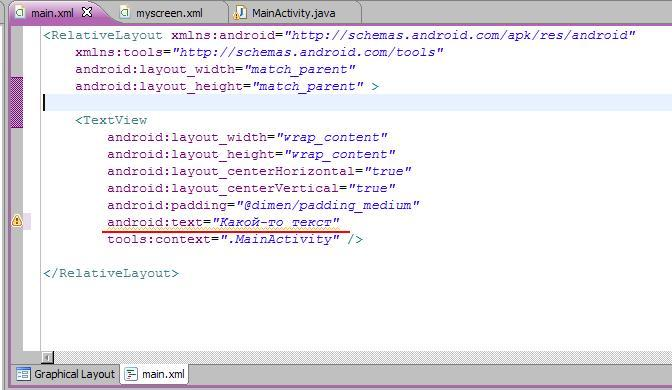 main.xml myscreen.xml MainActivity.java
<RelativeLayout xmlns:android="http://schemas.android.com/apk/res/android"
xmlns:tools="http://schemas.android.com/tools"
android:layout_width="match_parent"
android:layout_height="match_parent" >
<TextView
android:layout_width="wrap_content"
android:layout_height="wrap_content"
android:layout_centerHorizontal="true"
android:layout_centerVertical="true"
android:padding="@dimen/padding_medium"
android:text="Какой-то текст"
tools:context=".MainActivity" />
</RelativeLayout>
Graphical Layout main.xml